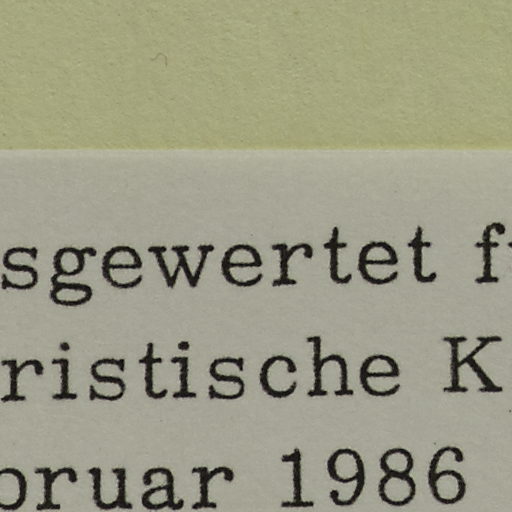 sgewertet f
ristische K
bruar 1986